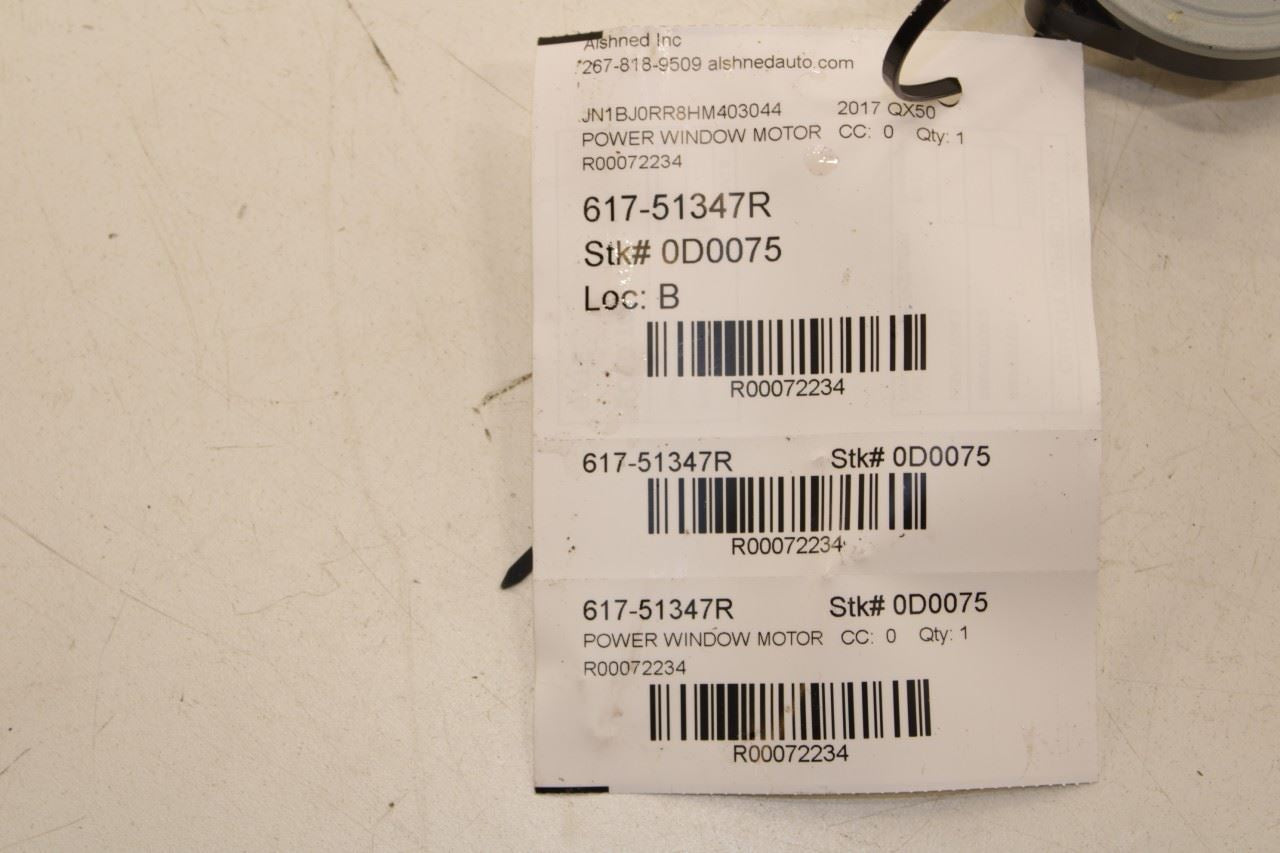 Alshned Inc
267-818-9509 alshnedauto.com
JN1BJ0RR8HM403044 2017 QX50
POWER WINDOW MOTOR CC: 0 Qty: 1
R00072234
617-51347R
Stk# 0D0075
Loc: B
R00072234
617-51347R Stk# 0D0075
R00072234
617-51347R Stk# 0D0075
POWER WINDOW MOTOR CC: 0 Qty: 1
R00072234
R00072234